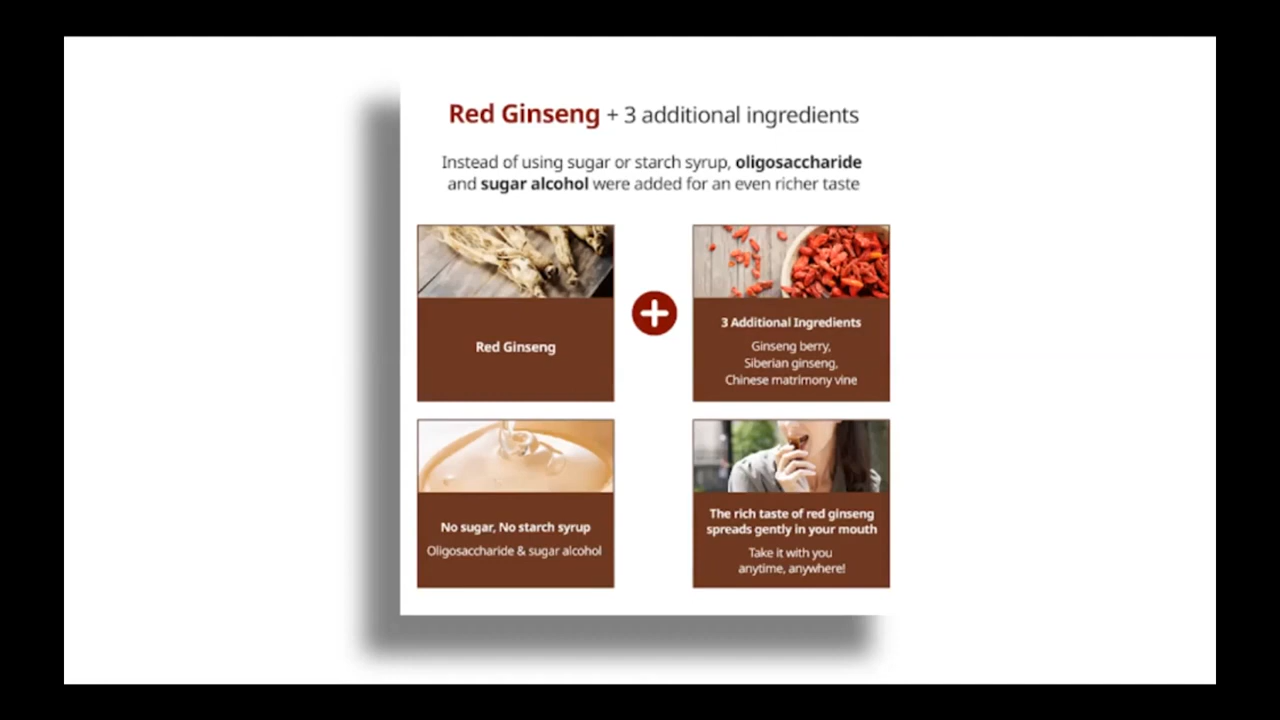 Red Ginseng + 3 additional ingredients
Instead of using sugar or starch syrup, oligosaccharide
and sugar alcohol were added for an even richer taste
Red Ginseng
3 Additional Ingredients
Ginseng berry,
Siberian ginseng,
Chinese matrimony vine
No sugar, No starch syrup
Oligosaccharide & sugar alcohol
The rich taste of red ginseng
spreads gently in your mouth
Take it with you
anytime, anywhere!